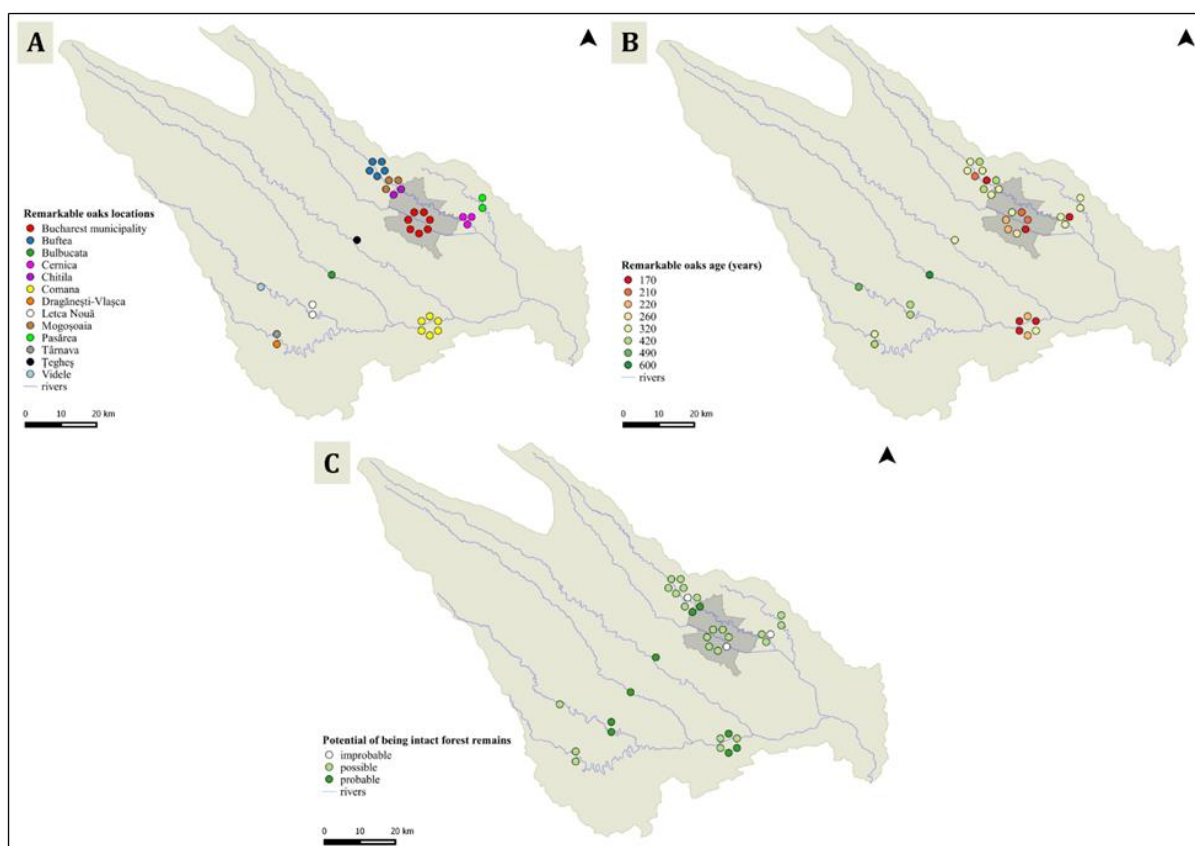 A
Remarkable oaks locations
Bucharest municipality
Buftea
Bulbucata
Cernica
Chitila
Comana
Dragănești-Vlașca
Letca Nouă
Mogoșoaia
Pasărea
Târnava
Țegheș
Videle
rivers
0 10 20 km
B
Remarkable oaks age (years)
170
210
220
260
320
420
490
600
rivers
0 10 20 km
C
Potential of being intact forest remains
improbable
possible
probable
rivers
0 10 20 km